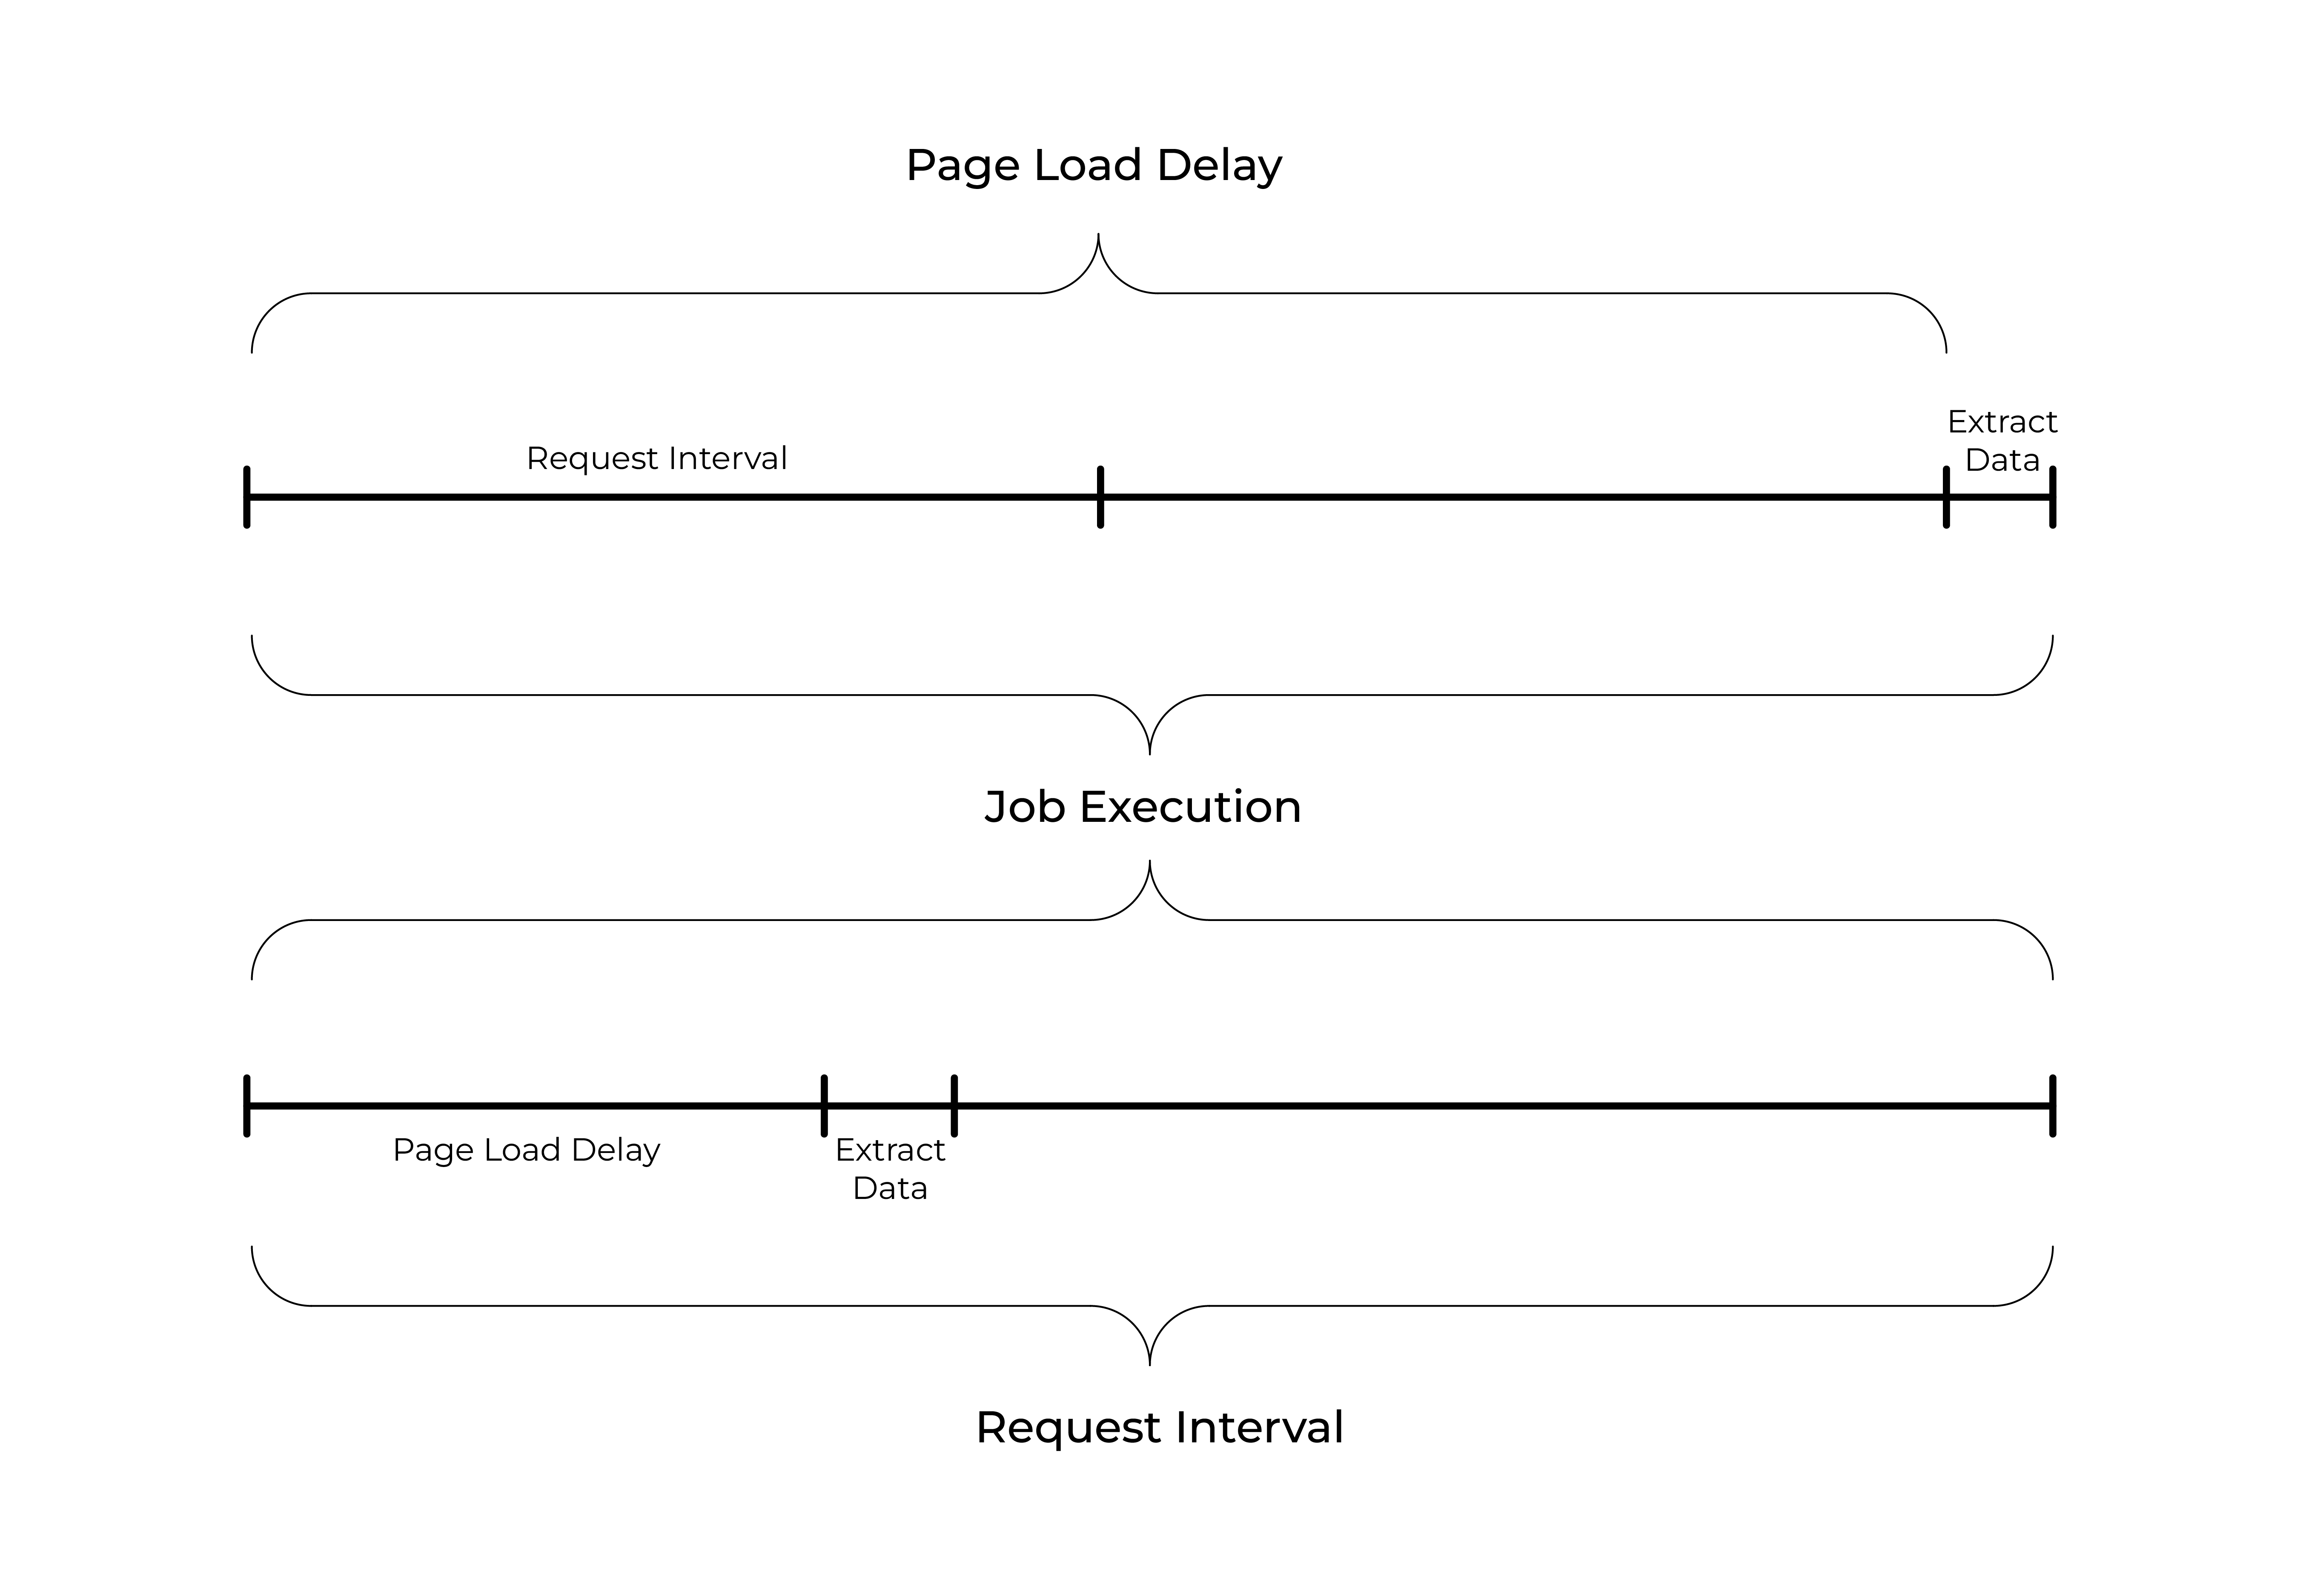 Page Load Delay
Request Interval
Extract
Data
Job Execution
Page Load Delay
Extract
Data
Request Interval